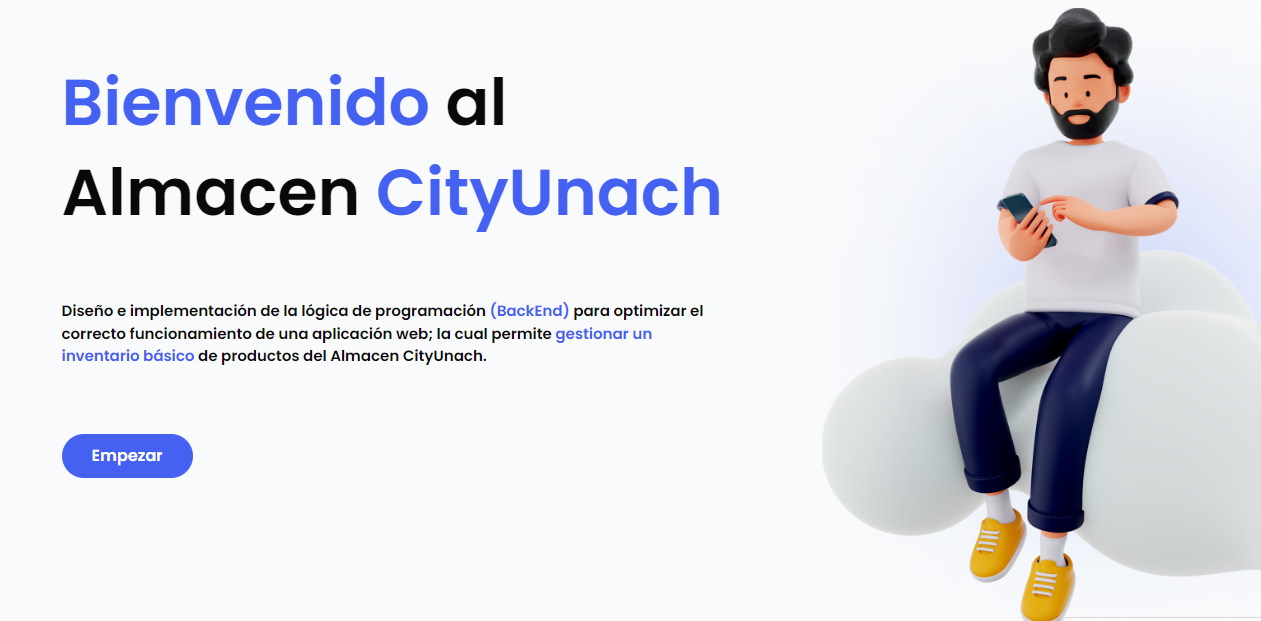 Bienvenido al
Almacen CityUnach
Diseño e implementación de la lógica de programación (BackEnd) para optimizar el
correcto funcionamiento de una aplicación web; la cual permite gestionar un
inventario básico de productos del Almacen CityUnach.
Empezar